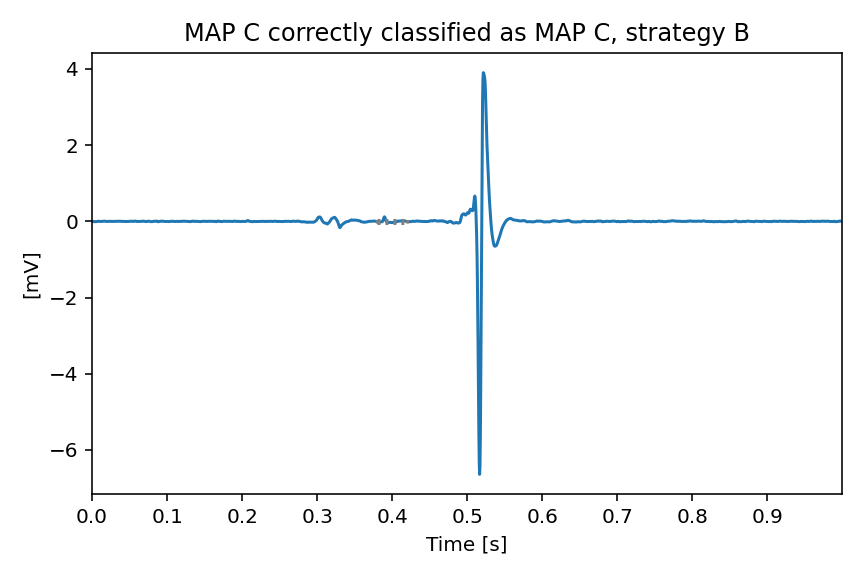 MAP C correctly classified as MAP C, strategy B
4
2
0
−2
−4
−6
[mV]
0.0 0.1 0.2 0.3 0.4 0.5 0.6 0.7 0.8 0.9
Time [s]